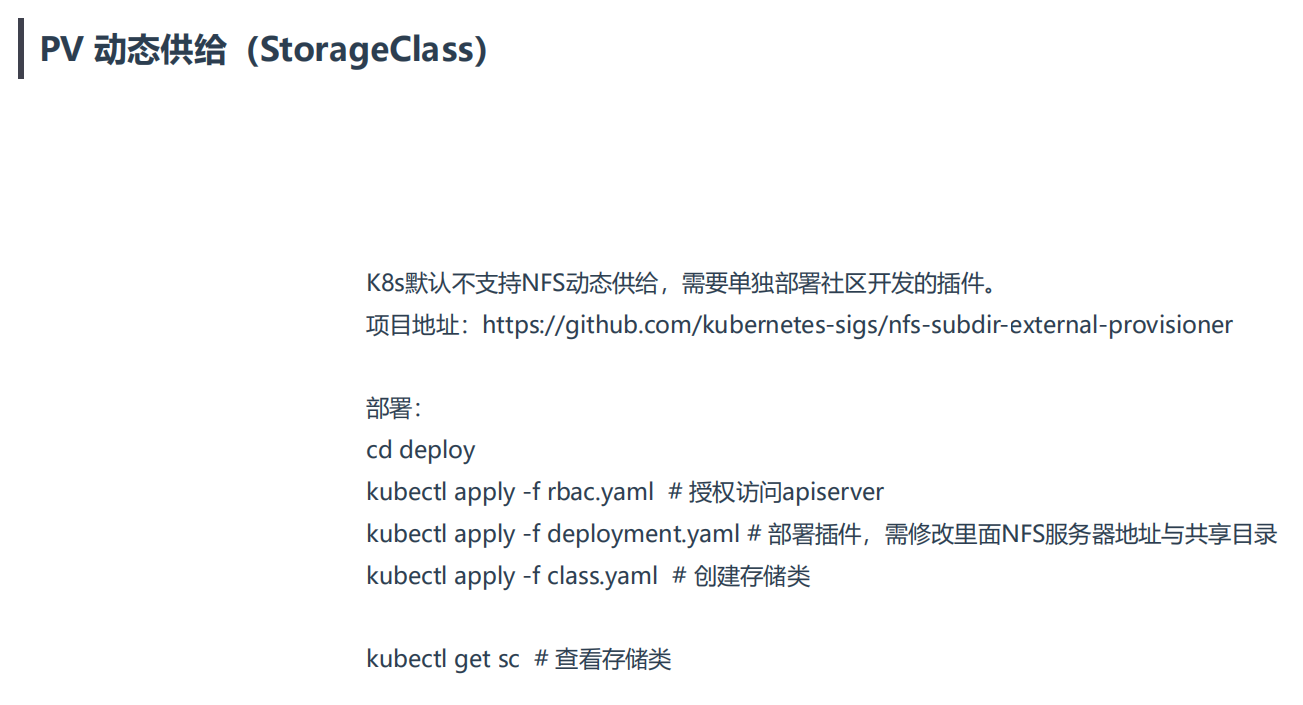 PV 动态供给（StorageClass）
K8s默认不支持NFS动态供给，需要单独部署社区开发的插件。
项目地址：https://github.com/kubernetes-sigs/nfs-subdir-external-provisioner
部署：
cd deploy
kubectl apply -f rbac.yaml  # 授权访问apiserver
kubectl apply -f deployment.yaml # 部署插件，需修改里面NFS服务器地址与共享目录
kubectl apply -f class.yaml  # 创建存储类
kubectl get sc  # 查看存储类